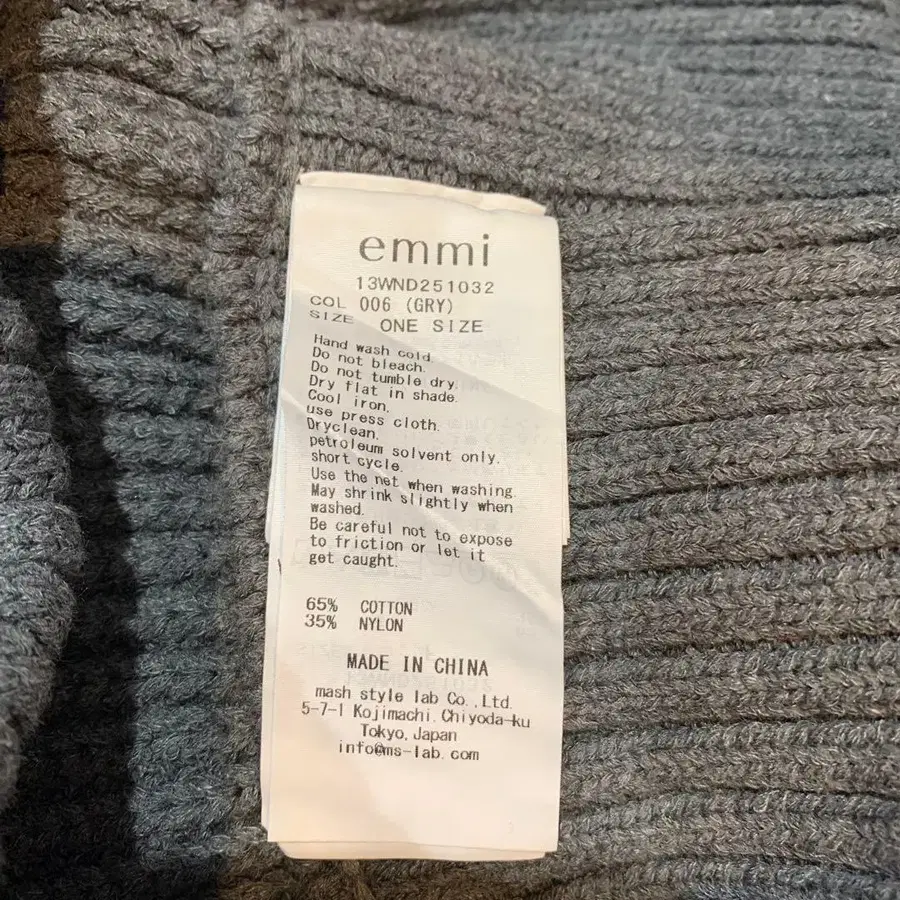 emmi
13WND251032
COL 006 (GRY)
SIZE ONE SIZE
Hand wash cold.
Do not bleach.
Do not tumble dry.
Dry flat in shade.
Cool iron.
use press cloth.
Dryclean.
petroleum solvent only.
short cycle.
Use the net when washing.
May shrink slightly when
washed.
Be careful not to expose
to friction or let it
get caught.
65% COTTON
35% NYLON
MADE IN CHINA
mash style lab Co.,Ltd.
5-7-1 Kojimachi, Chiyoda-ku
Tokyo, Japan
info@ms-lab.com